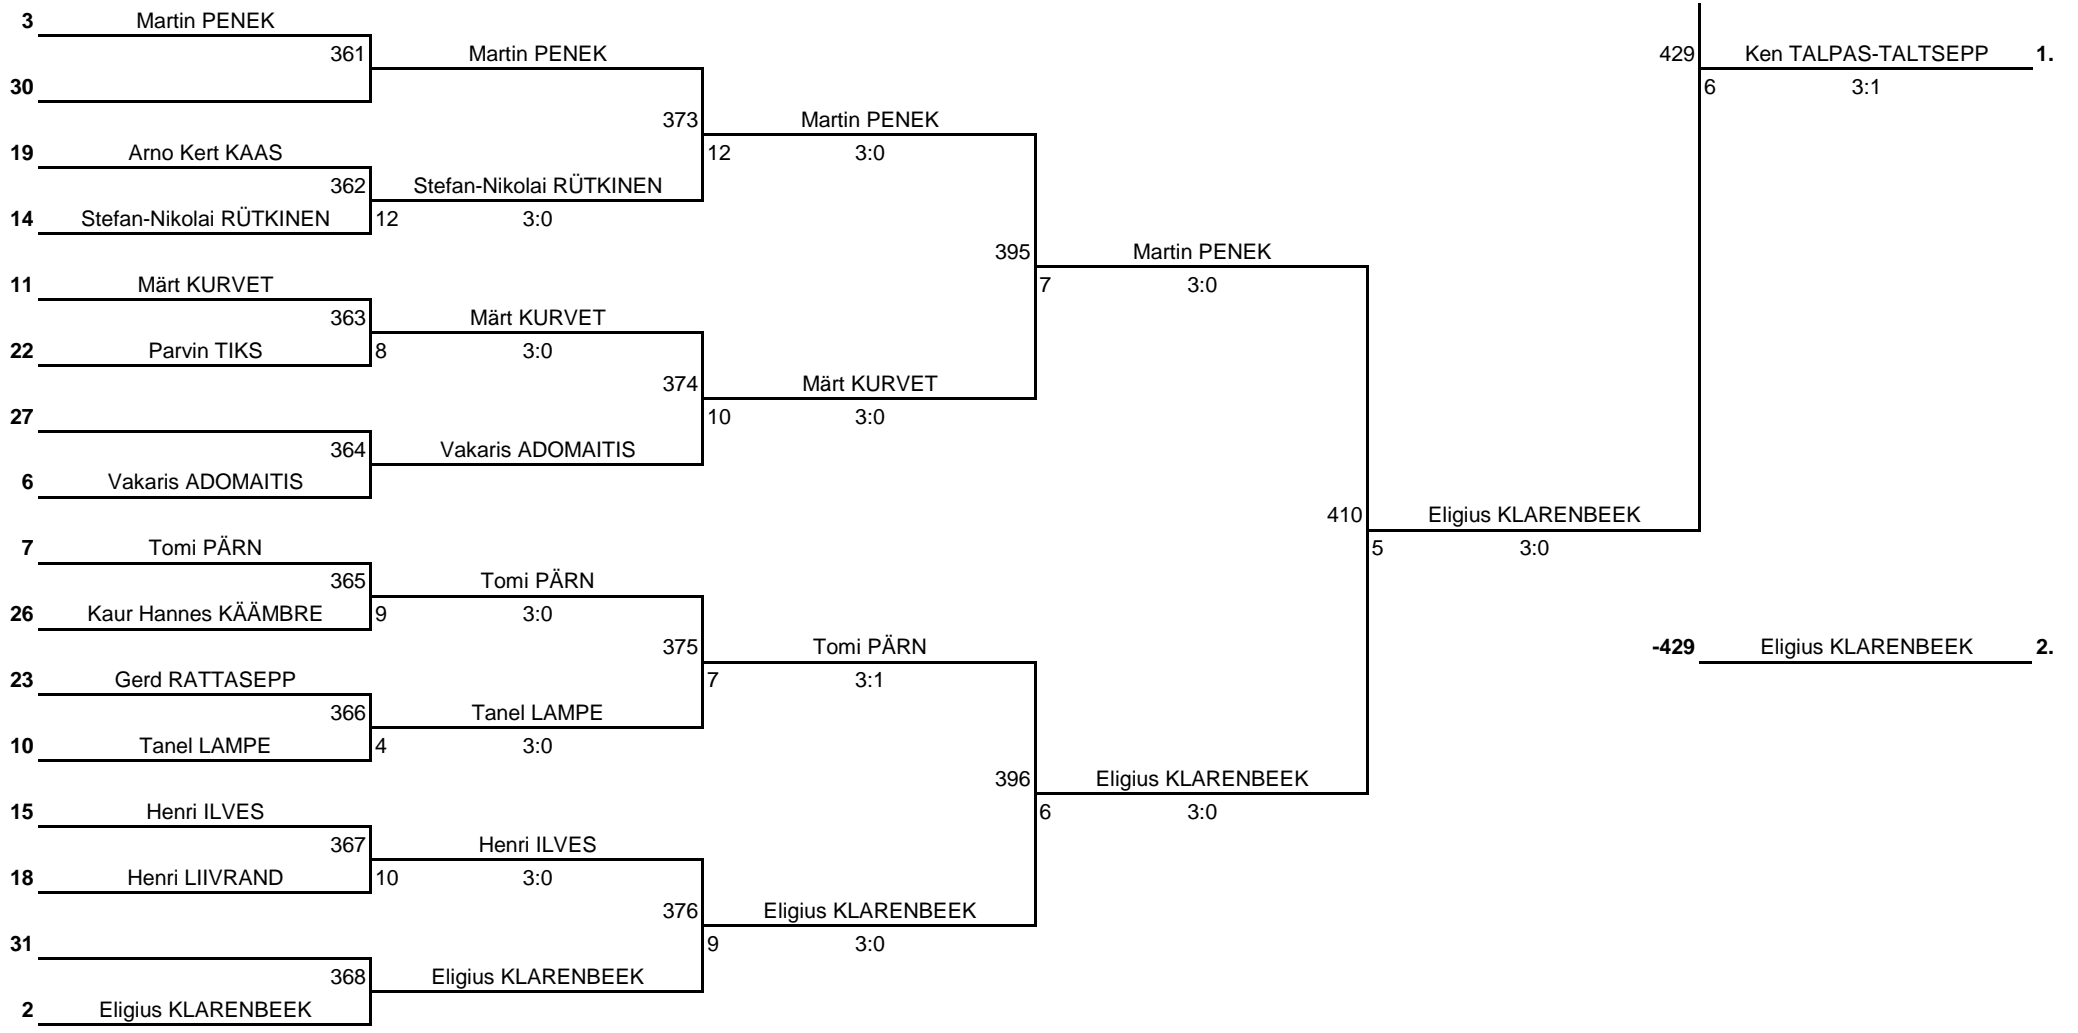 3 Martin PENEK
361 Martin PENEK 429 Ken TALPAS-TALTSEPP 1.
30 6 3:1
373 Martin PENEK
19 Arno Kert KAAS 12 3:0
362 Stefan-Nikolai RÜTKINEN
14 Stefan-Nikolai RÜTKINEN 12 3:0
395 Martin PENEK
11 Märt KURVET 7 3:0
363 Märt KURVET
22 Parvin TIKS 8 3:0
374 Märt KURVET
27 10 3:0
364 Vakaris ADOMAITIS
6 Vakaris ADOMAITIS
410 Eligius KLARENBEEK
7 Tomi PÄRN 5 3:0
365 Tomi PÄRN
26 Kaur Hannes KÄÄMBRE 9 3:0
375 Tomi PÄRN -429 Eligius KLARENBEEK 2.
23 Gerd RATTASEPP 7 3:1
366 Tanel LAMPE
10 Tanel LAMPE 4 3:0
396 Eligius KLARENBEEK
15 Henri ILVES 6 3:0
367 Henri ILVES
18 Henri LIIVRAND 10 3:0
376 Eligius KLARENBEEK
31 9 3:0
368 Eligius KLARENBEEK
2 Eligius KLARENBEEK